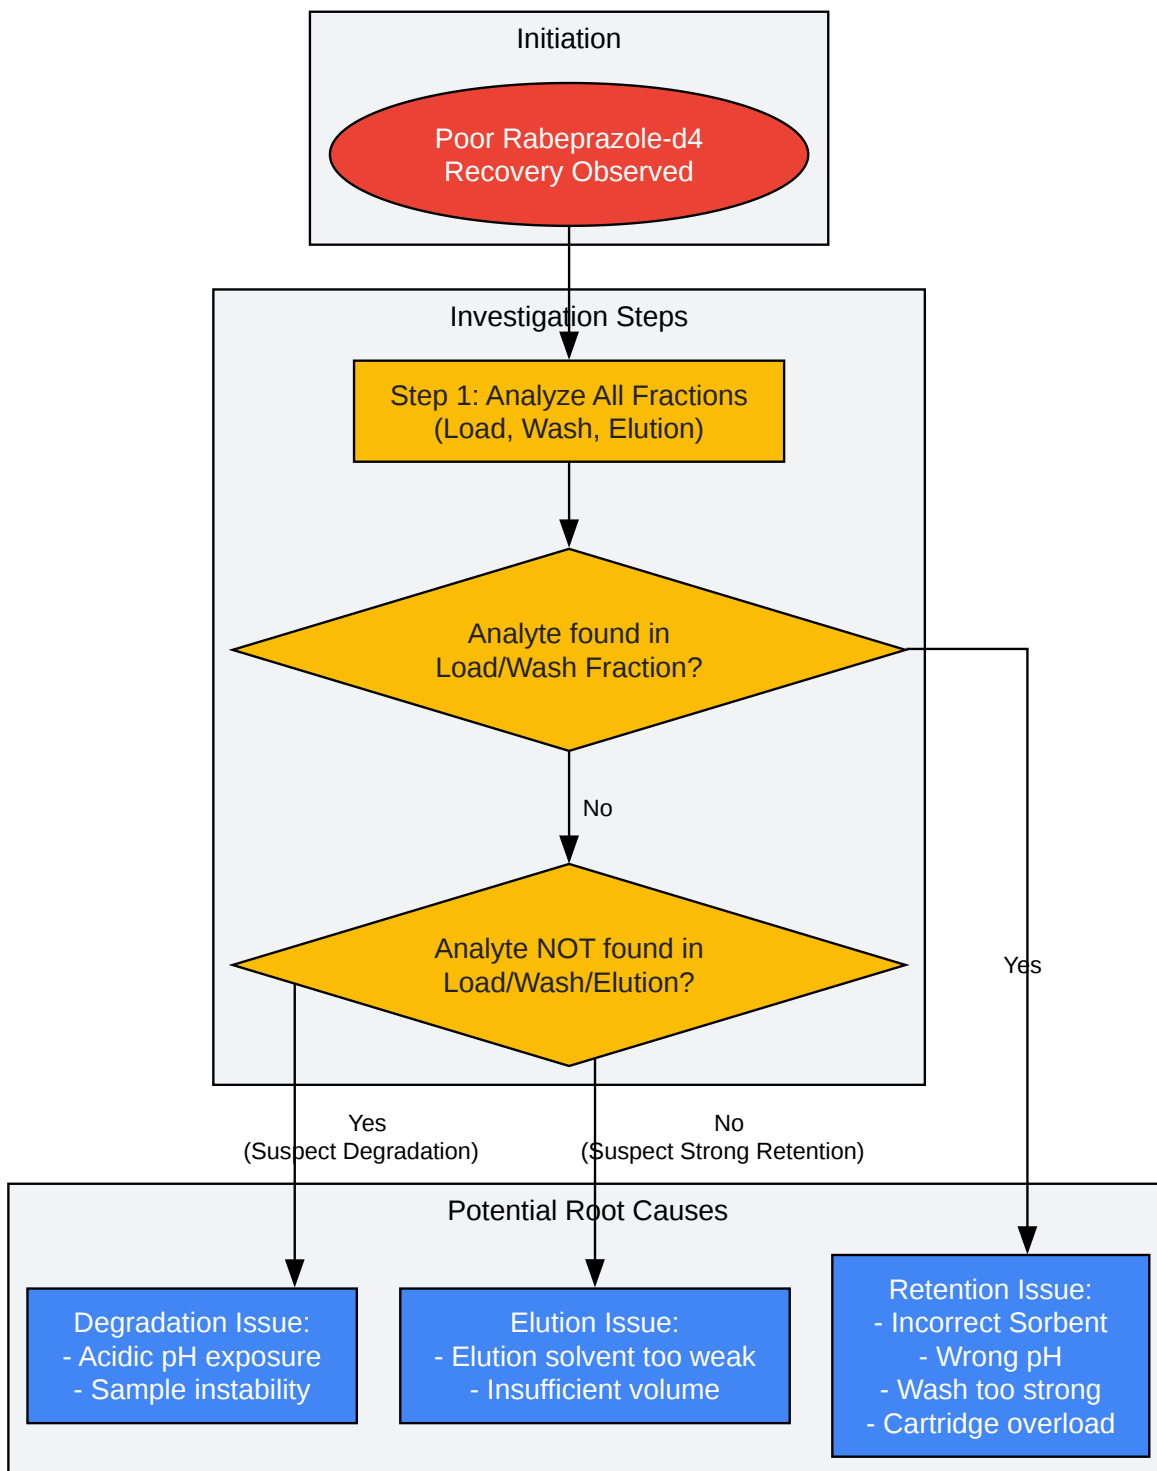 Initiation
Poor Rabeprazole-d4
Recovery Observed
Investigation Steps
Step 1: Analyze All Fractions
(Load, Wash, Elution)
Analyte found in
Load/Wash Fraction?
No
Analyte NOT found in
Load/Wash/Elution?
Yes
Yes
(Suspect Degradation)
No
(Suspect Strong Retention)
Potential Root Causes
Degradation Issue:
- Acidic pH exposure
- Sample instability
Elution Issue:
- Elution solvent too weak
- Insufficient volume
Retention Issue:
- Incorrect Sorbent
- Wrong pH
- Wash too strong
- Cartridge overload